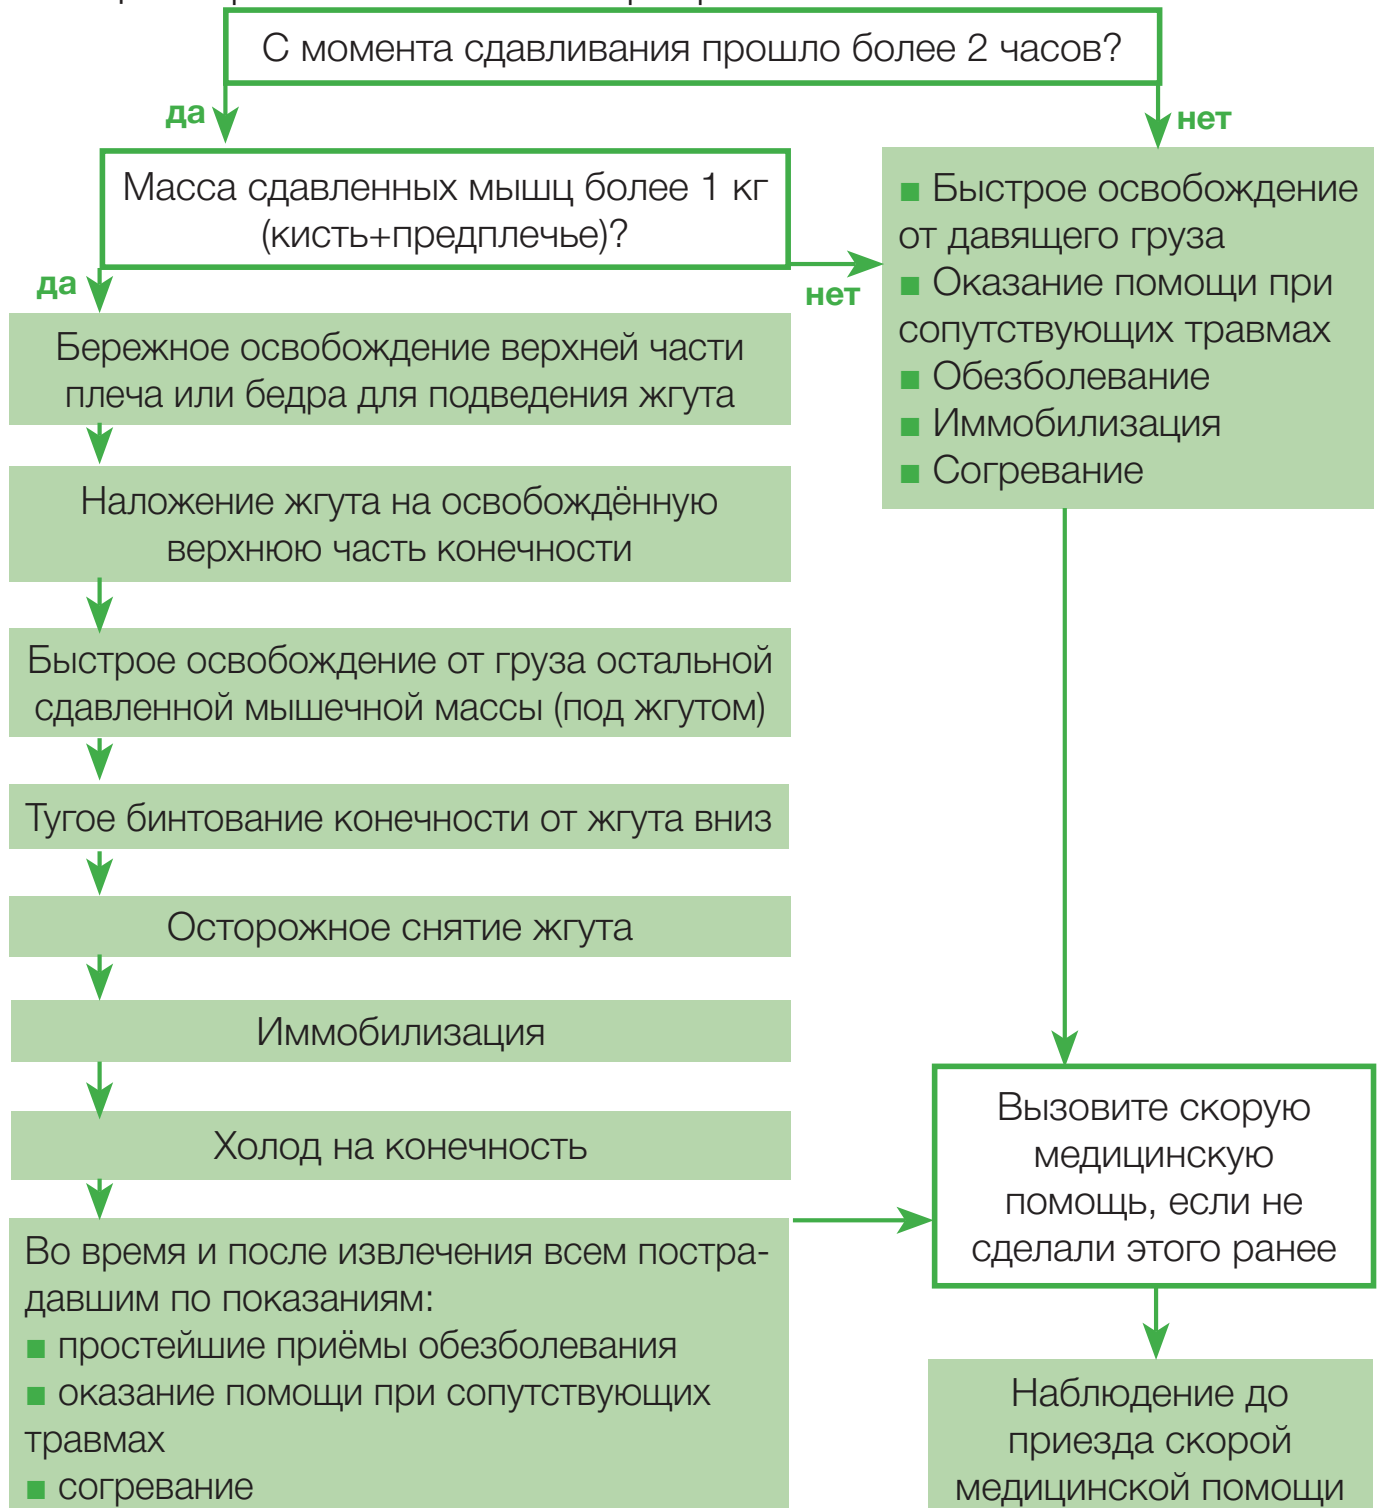 С момента сдавливания прошло более 2 часов?
да
нет
Масса сдавленных мышц более 1 кг
(кисть+предплечье)?
да
нет
■ Быстрое освобождение
от давящего груза
■ Оказание помощи при
сопутствующих травмах
■ Обезболевание
■ Иммобилизация
■ Согревание
Бережное освобождение верхней части
плеча или бедра для подведения жгута
Наложение жгута на освобождённую
верхнюю часть конечности
Быстрое освобождение от груза остальной
сдавленной мышечной массы (под жгутом)
Тугое бинтование конечности от жгута вниз
Осторожное снятие жгута
Иммобилизация
Холод на конечность
Во время и после извлечения всем постра-
давшим по показаниям:
■ простейшие приёмы обезболевания
■ оказание помощи при сопутствующих
травмах
■ согревание
Вызовите скорую
медицинскую
помощь, если не
сделали этого ранее
Наблюдение до
приезда скорой
медицинской помощи